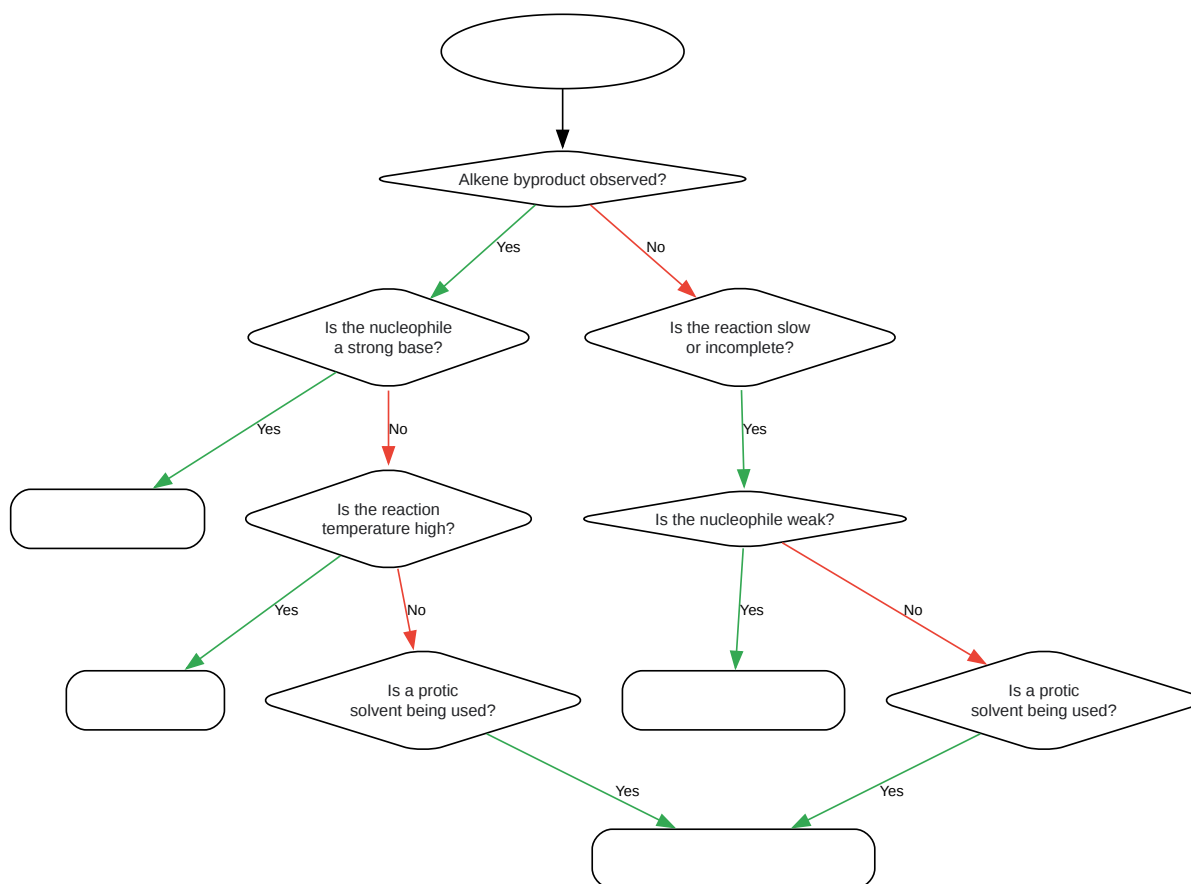 Alkene byproduct observed?
Yes
No
Is the nucleophile
a strong base?
Is the reaction slow
or incomplete?
Yes
No
Yes
Is the reaction
temperature high?
Is the nucleophile weak?
Yes
No
Yes
No
Is a protic
solvent being used?
Is a protic
solvent being used?
Yes
Yes